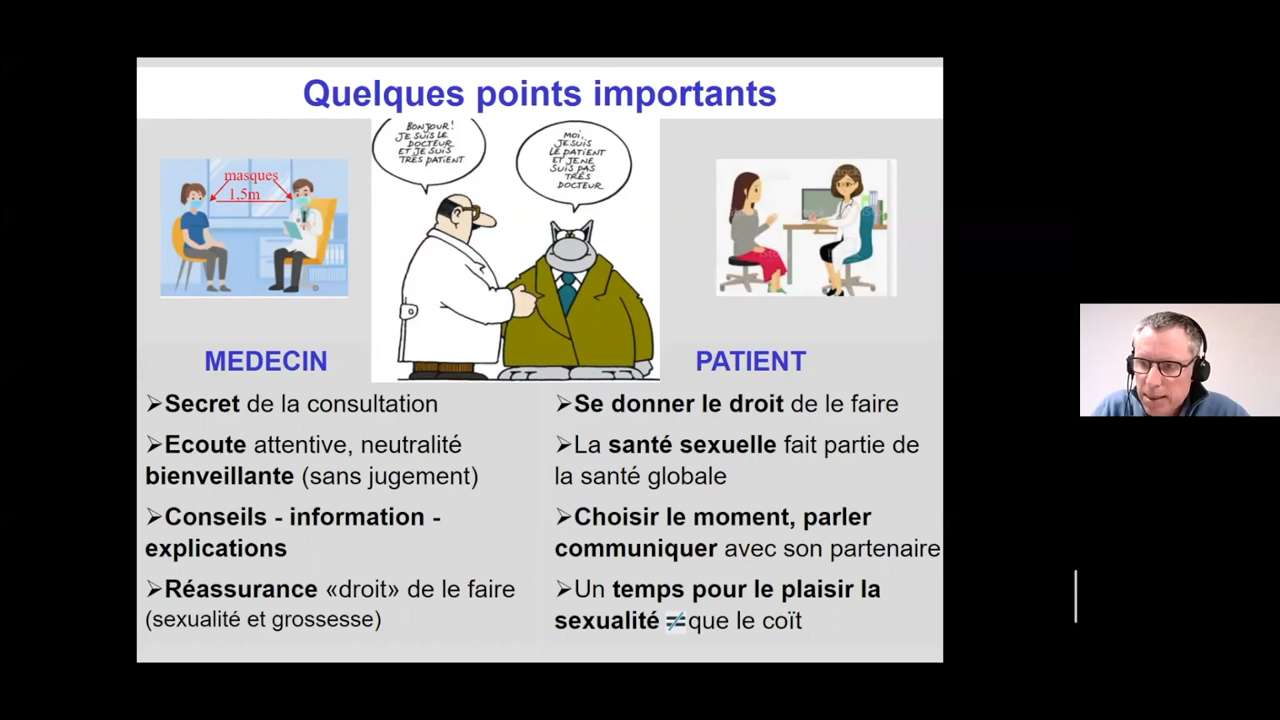 Quelques points importants
BONJOUR!
JE SUIS LE
DOCTEUR
ET JE SUIS
TRÈS PATIENT
MOI,
JE SUIS
LE PATIENT
ET JE NE
SUIS PAS
TRÈS
DOCTEUR
masques
1,5m
MEDECIN
➢Secret de la consultation
➢Ecoute attentive, neutralité
bienveillante (sans jugement)
➢Conseils - information -
explications
➢Réassurance «droit» de le faire
(sexualité et grossesse)
PATIENT
➢Se donner le droit de le faire
➢La santé sexuelle fait partie de
la santé globale
➢Choisir le moment, parler
communiquer avec son partenaire
➢Un temps pour le plaisir la
sexualité ≠ que le coït